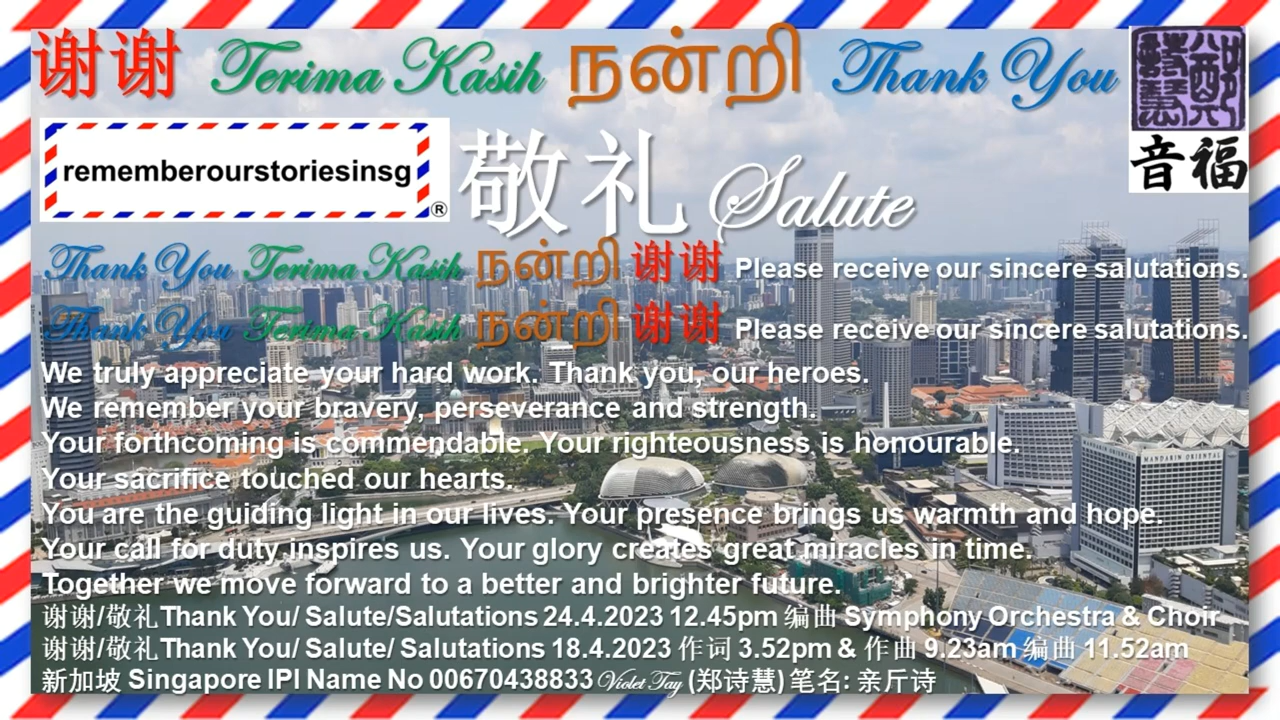 谢谢 Terima Kasih நன்றி Thank You
郑诗慧
音福
rememberourstoriesinsg ®
敬礼 Salute
Thank You Terima Kasih நன்றி 谢谢 Please receive our sincere salutations.
Thank You Terima Kasih நன்றி 谢谢 Please receive our sincere salutations.
We truly appreciate your hard work. Thank you, our heroes.
We remember your bravery, perseverance and strength.
Your forthcoming is commendable. Your righteousness is honourable.
Your sacrifice touched our hearts.
You are the guiding light in our lives. Your presence brings us warmth and hope.
MANDARIN ORIENTAL
Your call for duty inspires us. Your glory creates great miracles in time.
Together we move forward to a better and brighter future.
谢谢/敬礼Thank You/ Salute/Salutations 24.4.2023 12.45pm 编曲 Symphony Orchestra & Choir
谢谢/敬礼Thank You/ Salute/ Salutations 18.4.2023 作词 3.52pm & 作曲 9.23am 编曲 11.52am
新加坡 Singapore IPI Name No 00670438833 Violet Tay (郑诗慧) 笔名: 亲斤诗